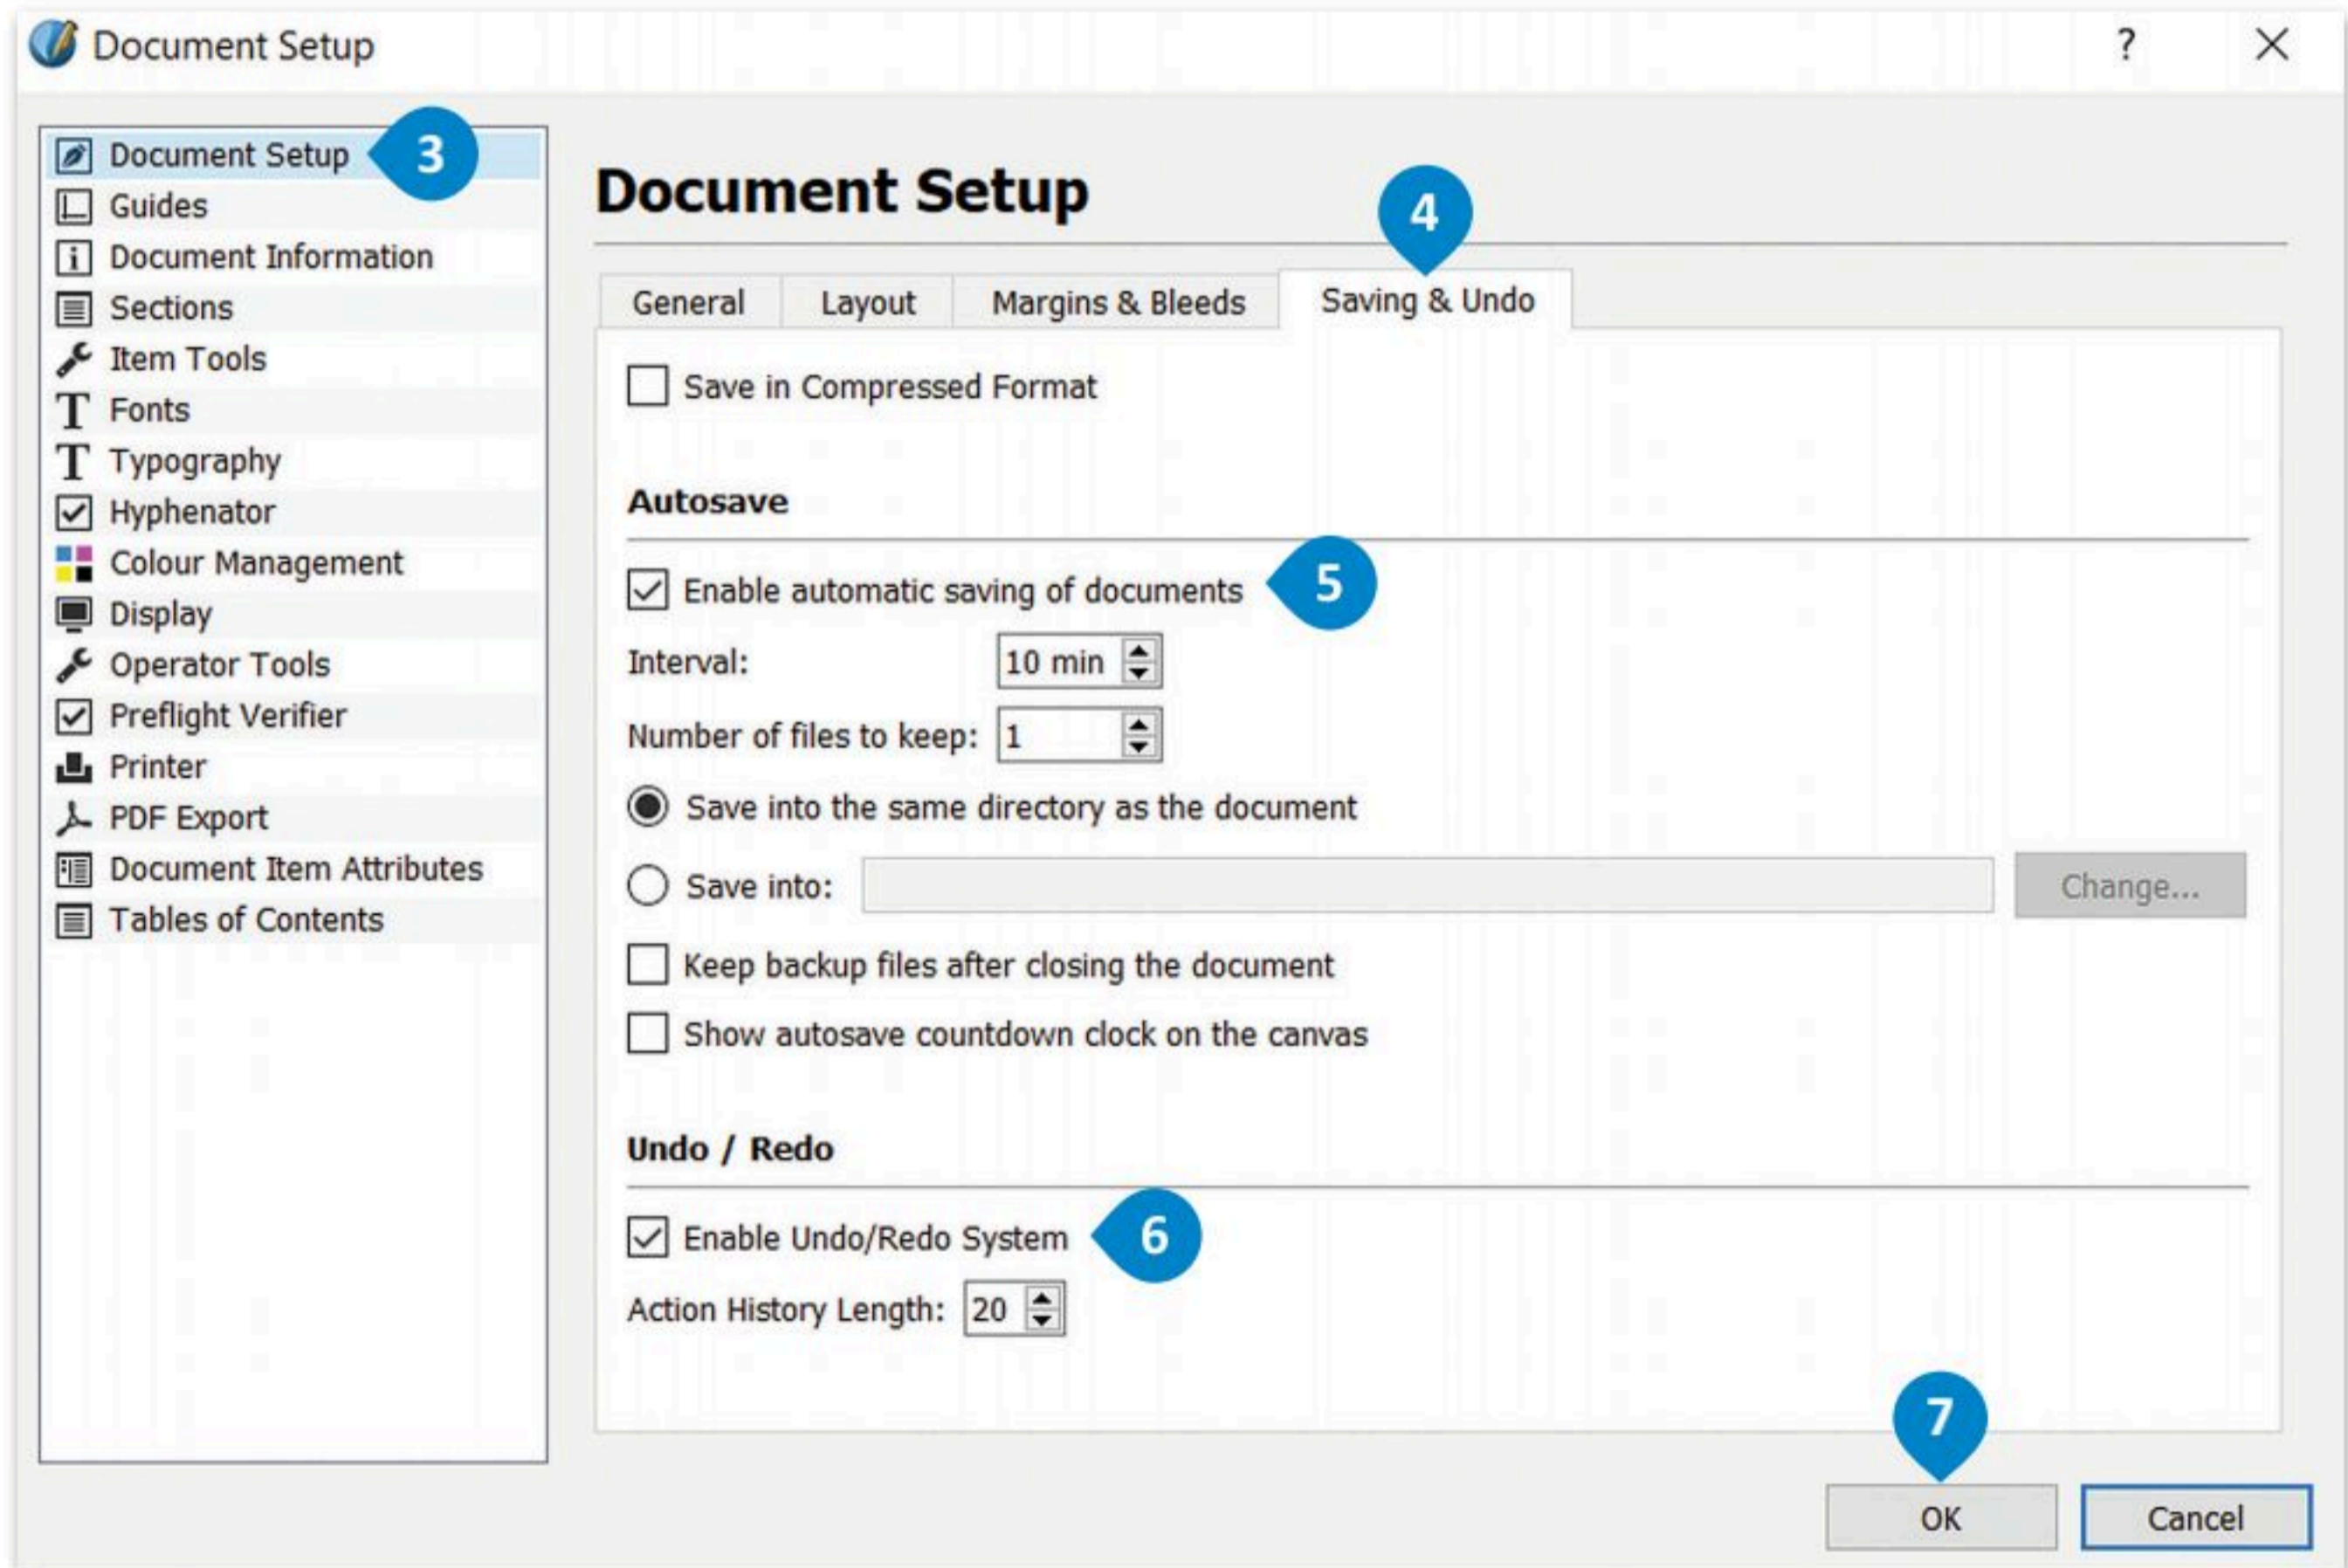 Document Setup ?
Document Setup 3
Guides
Document Information
Sections
Item Tools
Fonts
Typography
Hyphenator
Colour Management
Display
Operator Tools
Preflight Verifier
Printer
PDF Export
Document Item Attributes
Tables of Contents
Document Setup
4
General Layout Margins & Bleeds Saving & Undo
Save in Compressed Format
Autosave
Enable automatic saving of documents 5
Interval: 10 min
Number of files to keep: 1
Save into the same directory as the document
Save into: Change...
Keep backup files after closing the document
Show autosave countdown clock on the canvas
Undo / Redo
Enable Undo/Redo System 6
Action History Length: 20
7
OK Cancel